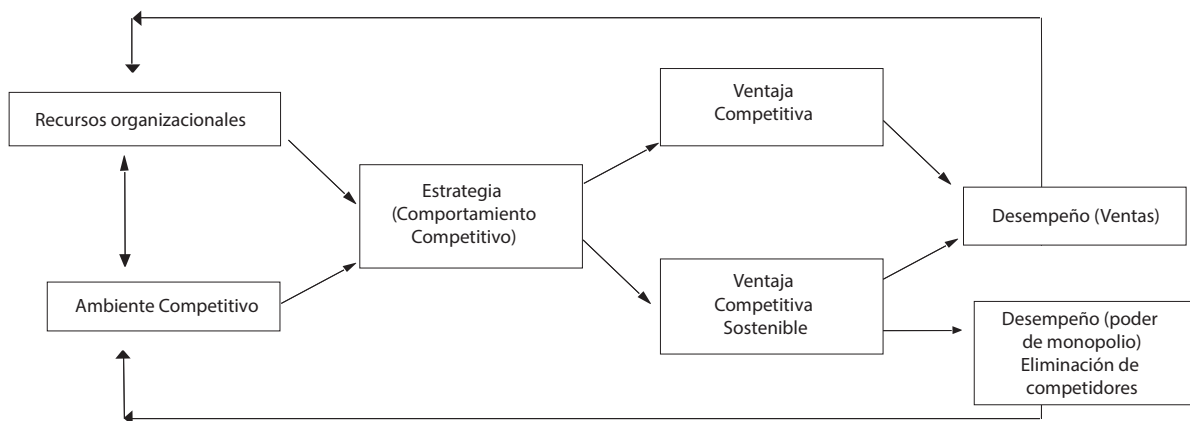 Recursos organizacionales
Ambiente Competitivo
Estrategia
(Comportamiento
Competitivo)
Ventaja
Competitiva
Ventaja
Competitiva
Sostenible
Desempeño (Ventas)
Desempeño (poder
de monopolio)
Eliminación de
competidores